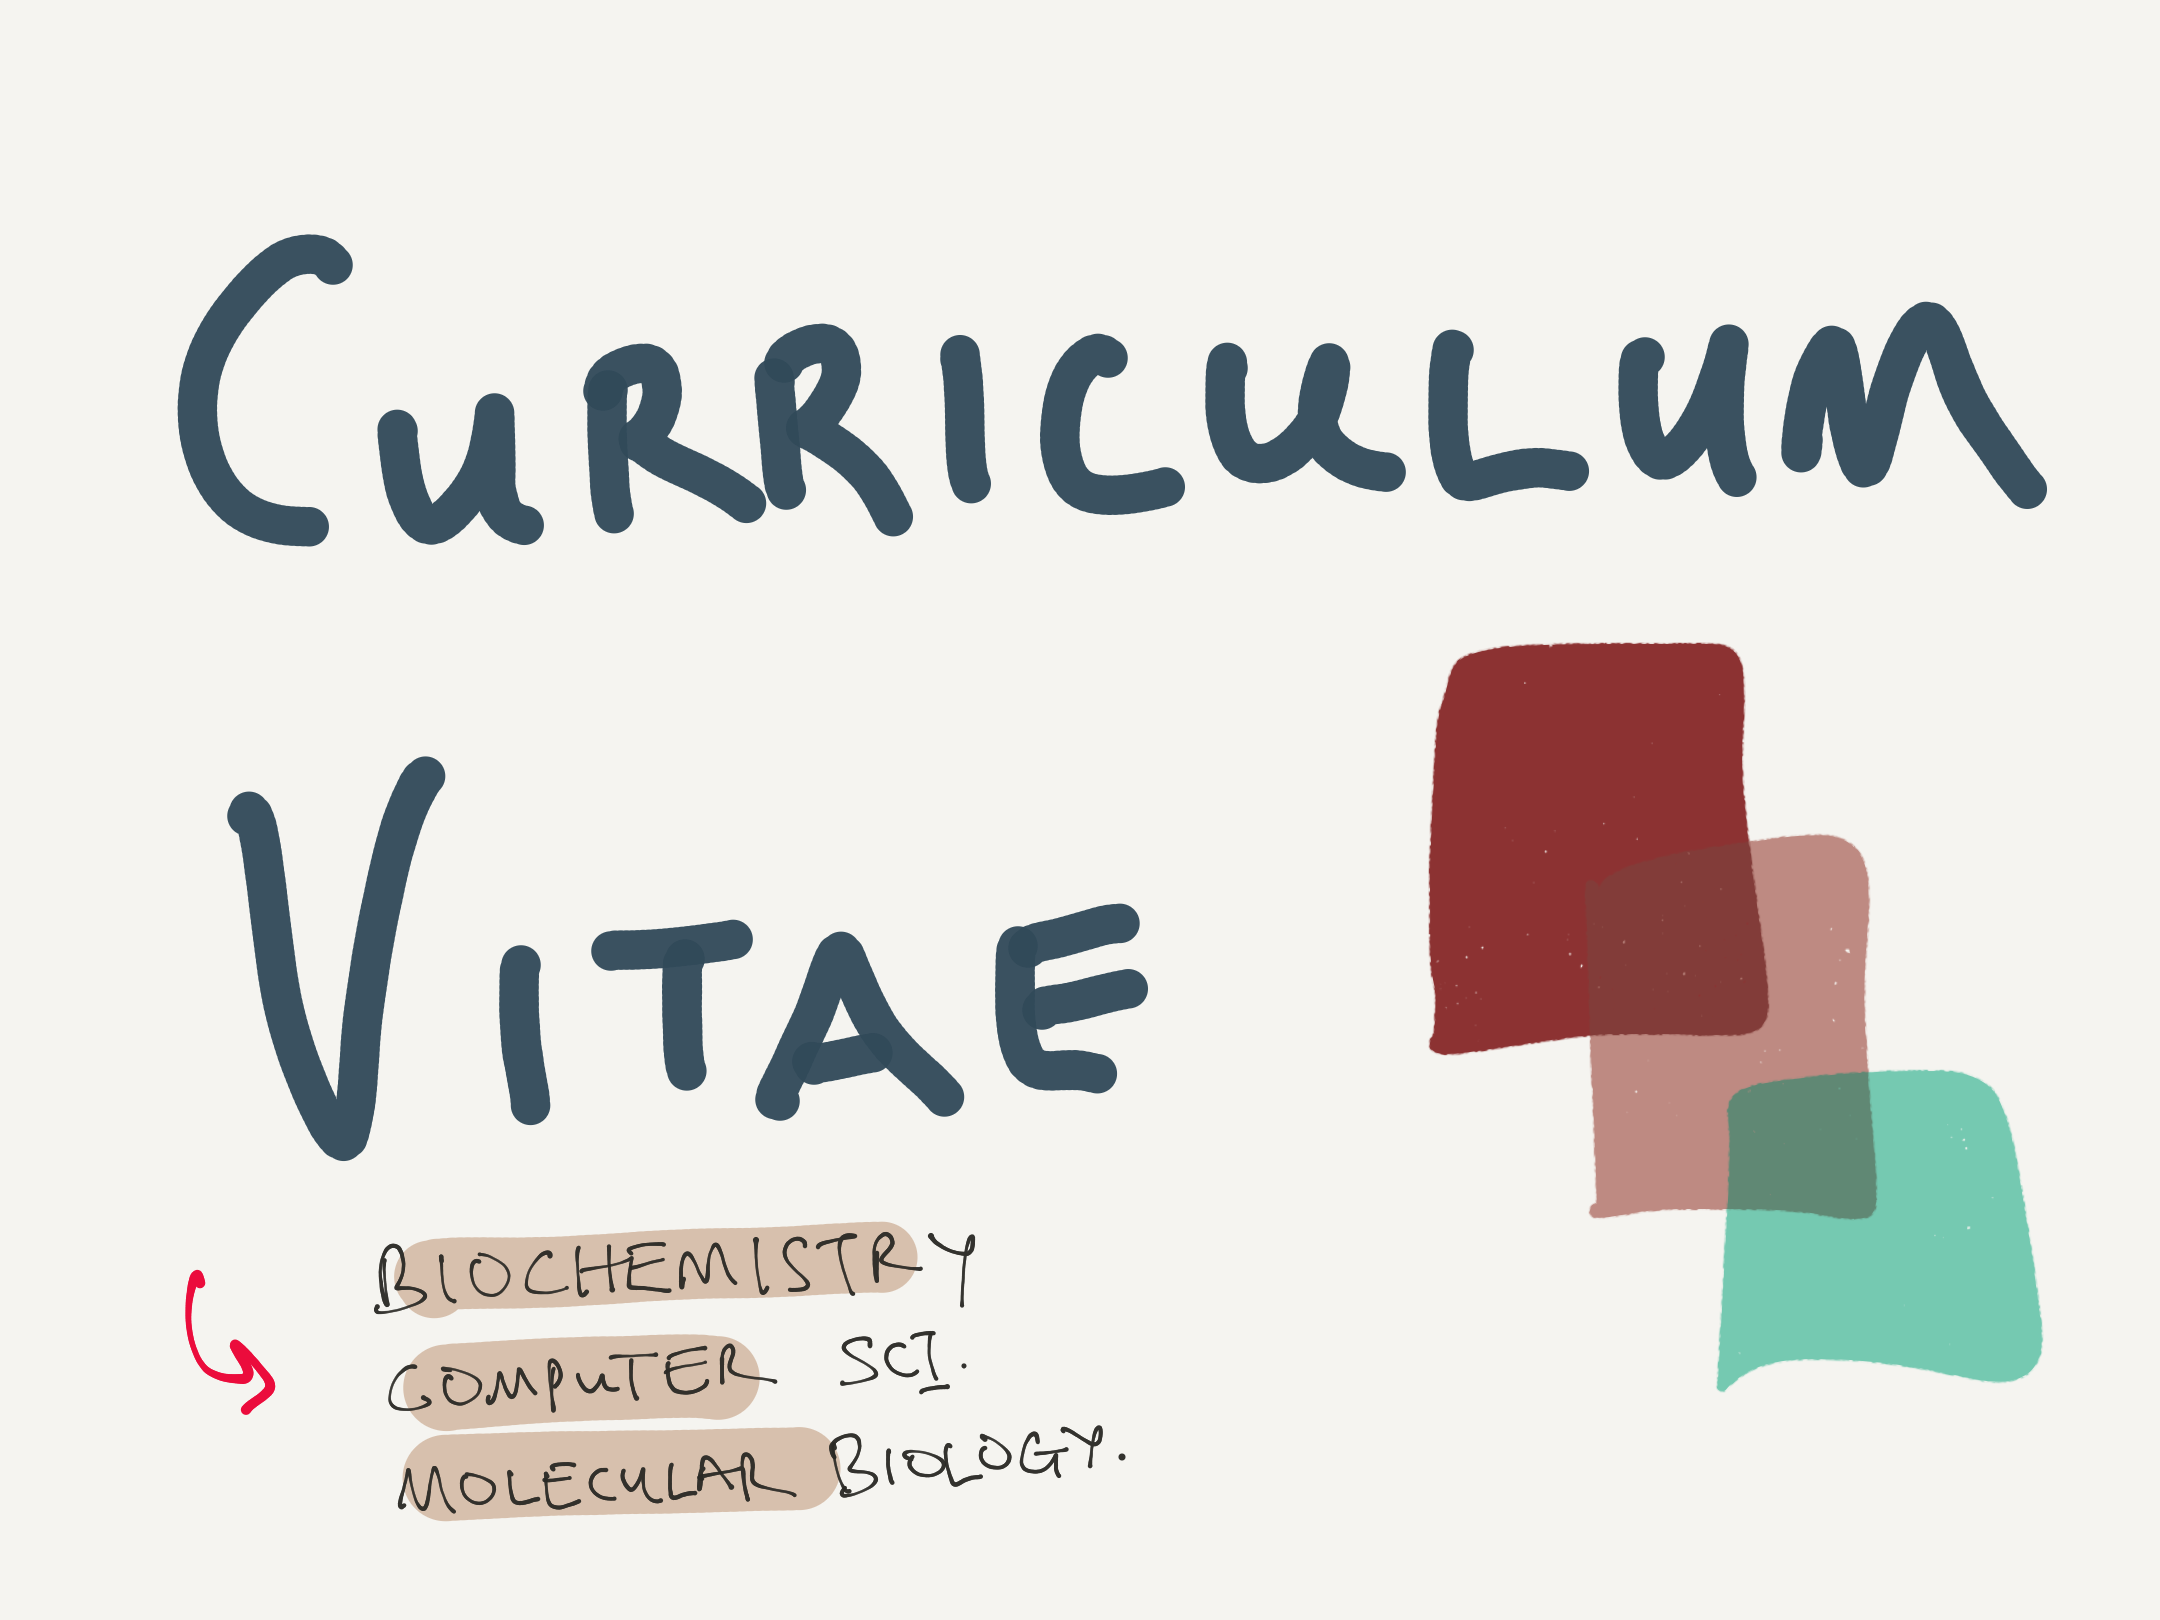 CURRICULUM
VITAE
BIOCHEMISTRY
COMPUTER SCI.
MOLECULAR BIOLOGY.